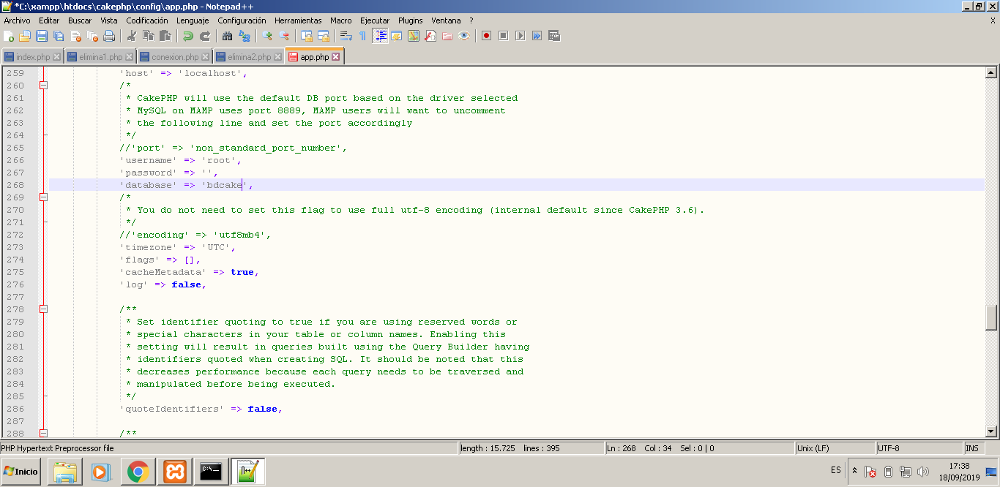 *C:\xampp\htdocs\cakephp\config\app.php - Notepad++
Archivo Editar Buscar Vista Codificación Lenguaje Configuración Herramientas Macro Ejecutar Plugins Ventana ? X
index.php elimina1.php conexion.php elimina2.php app.php
259 'host' => 'localhost',
260 /*
261 * CakePHP will use the default DB port based on the driver selected
262 * MySQL on MAMP uses port 8889, MAMP users will want to uncomment
263 * the following line and set the port accordingly
264 */
265 //'port' => 'non_standard_port_number',
266 'username' => 'root',
267 'password' => '',
268 'database' => 'bdcake',
269 /*
270 * You do not need to set this flag to use full utf-8 encoding (internal default since CakePHP 3.6).
271 */
272 //'encoding' => 'utf8mb4',
273 'timezone' => 'UTC',
274 'flags' => [],
275 'cacheMetadata' => true,
276 'log' => false,
277
278 /**
279 * Set identifier quoting to true if you are using reserved words or
280 * special characters in your table or column names. Enabling this
281 * setting will result in queries built using the Query Builder having
282 * identifiers quoted when creating SQL. It should be noted that this
283 * decreases performance because each query needs to be traversed and
284 * manipulated before being executed.
285 */
286 'quoteIdentifiers' => false,
287
288 /**
PHP Hypertext Preprocessor file length : 15.725 lines : 395 Ln : 268 Col : 34 Sel : 0 | 0 Unix (LF) UTF-8 INS
Inicio ES 17:38
18/09/2019